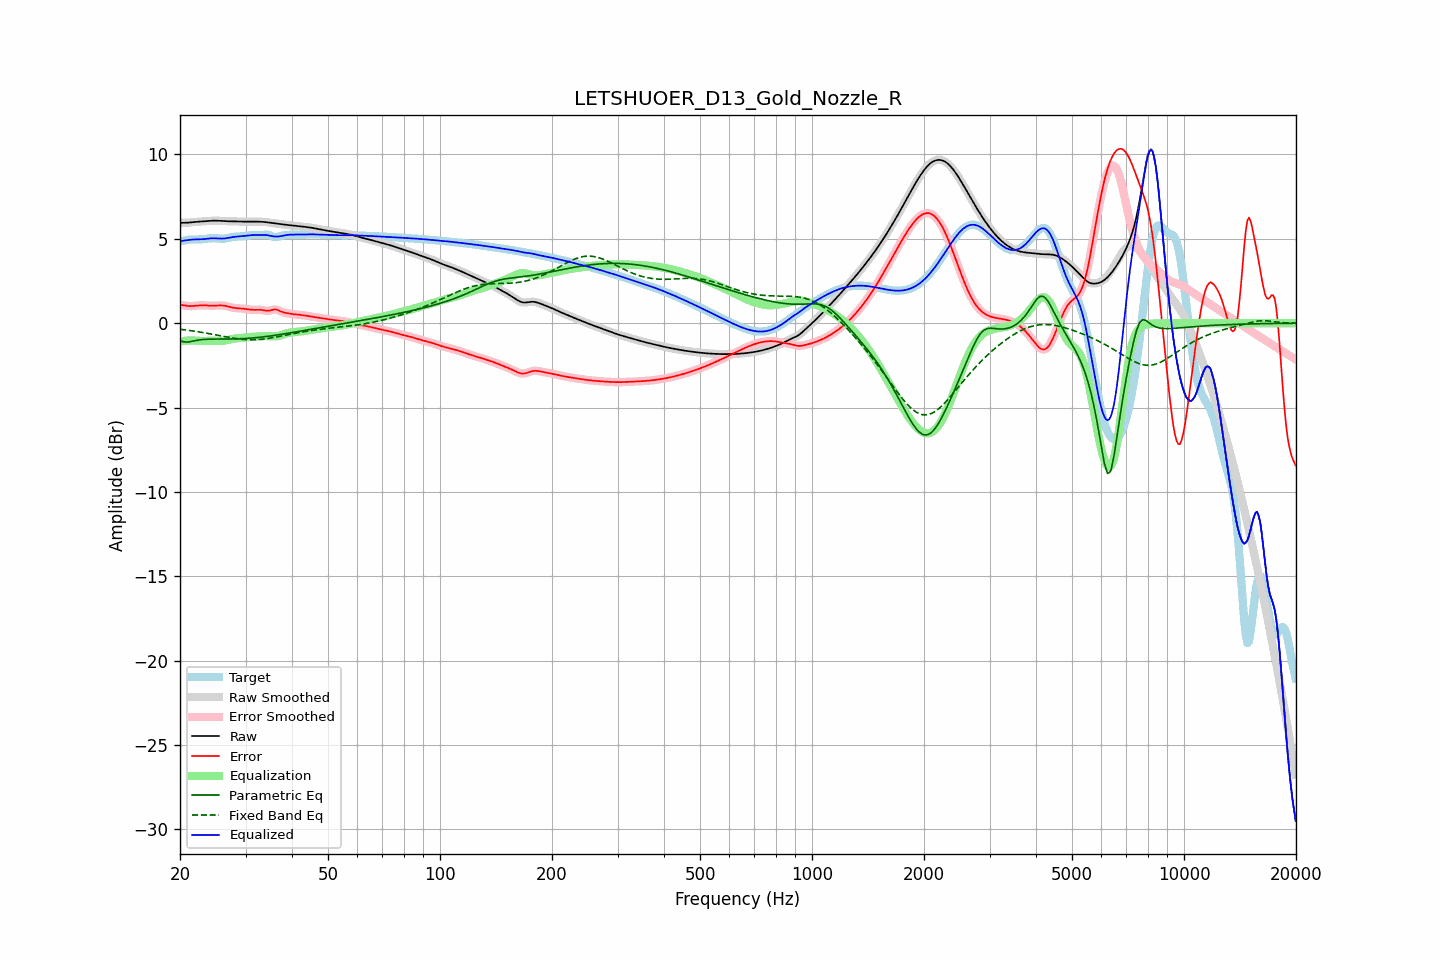 LETSHUOER_D13_Gold_Nozzle_R
Amplitude (dBr)
10
5
0
−5
−10
−15
−20
−25
−30
Target
Raw Smoothed
Error Smoothed
Raw
Error
Equalization
Parametric Eq
Fixed Band Eq
Equalized
20 50 100 200 500 1000 2000 5000 10000 20000
Frequency (Hz)